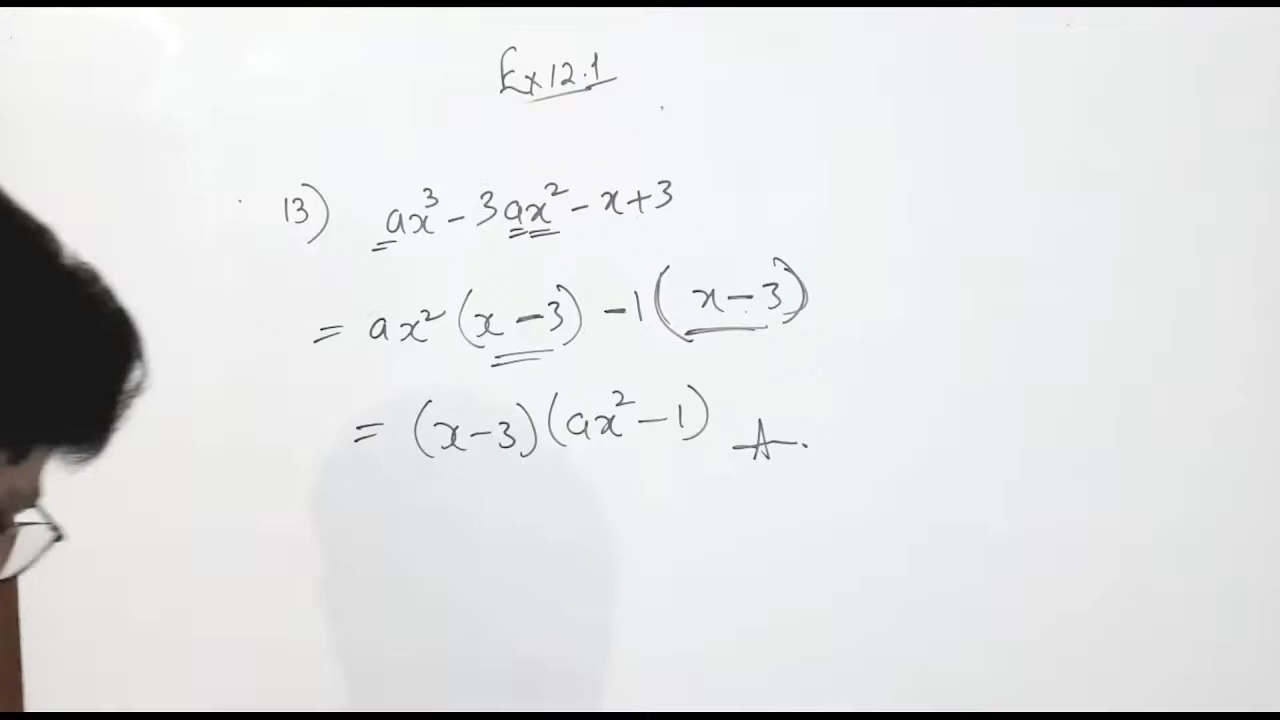 Ex 12.1
13) ax³ - 3ax² - x + 3
= ax² (x - 3) - 1 (x - 3)
= (x - 3) (ax² - 1) A.